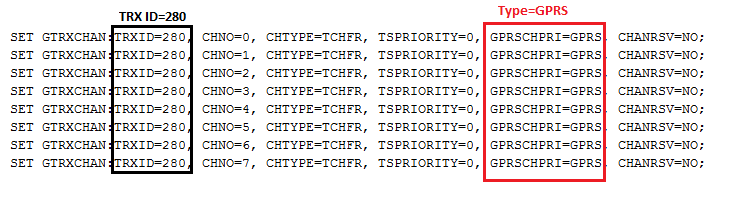 TRX ID=280 Type=GPRS
SET GTRXCHAN:TRXID=280, CHNO=0, CHTYPE=TCHFR, TSPRIORITY=0, GPRSCHPRI=GPRS, CHANRSV=NO;
SET GTRXCHAN:TRXID=280, CHNO=1, CHTYPE=TCHFR, TSPRIORITY=0, GPRSCHPRI=GPRS, CHANRSV=NO;
SET GTRXCHAN:TRXID=280, CHNO=2, CHTYPE=TCHFR, TSPRIORITY=0, GPRSCHPRI=GPRS, CHANRSV=NO;
SET GTRXCHAN:TRXID=280, CHNO=3, CHTYPE=TCHFR, TSPRIORITY=0, GPRSCHPRI=GPRS, CHANRSV=NO;
SET GTRXCHAN:TRXID=280, CHNO=4, CHTYPE=TCHFR, TSPRIORITY=0, GPRSCHPRI=GPRS, CHANRSV=NO;
SET GTRXCHAN:TRXID=280, CHNO=5, CHTYPE=TCHFR, TSPRIORITY=0, GPRSCHPRI=GPRS, CHANRSV=NO;
SET GTRXCHAN:TRXID=280, CHNO=6, CHTYPE=TCHFR, TSPRIORITY=0, GPRSCHPRI=GPRS, CHANRSV=NO;
SET GTRXCHAN:TRXID=280, CHNO=7, CHTYPE=TCHFR, TSPRIORITY=0, GPRSCHPRI=GPRS, CHANRSV=NO;